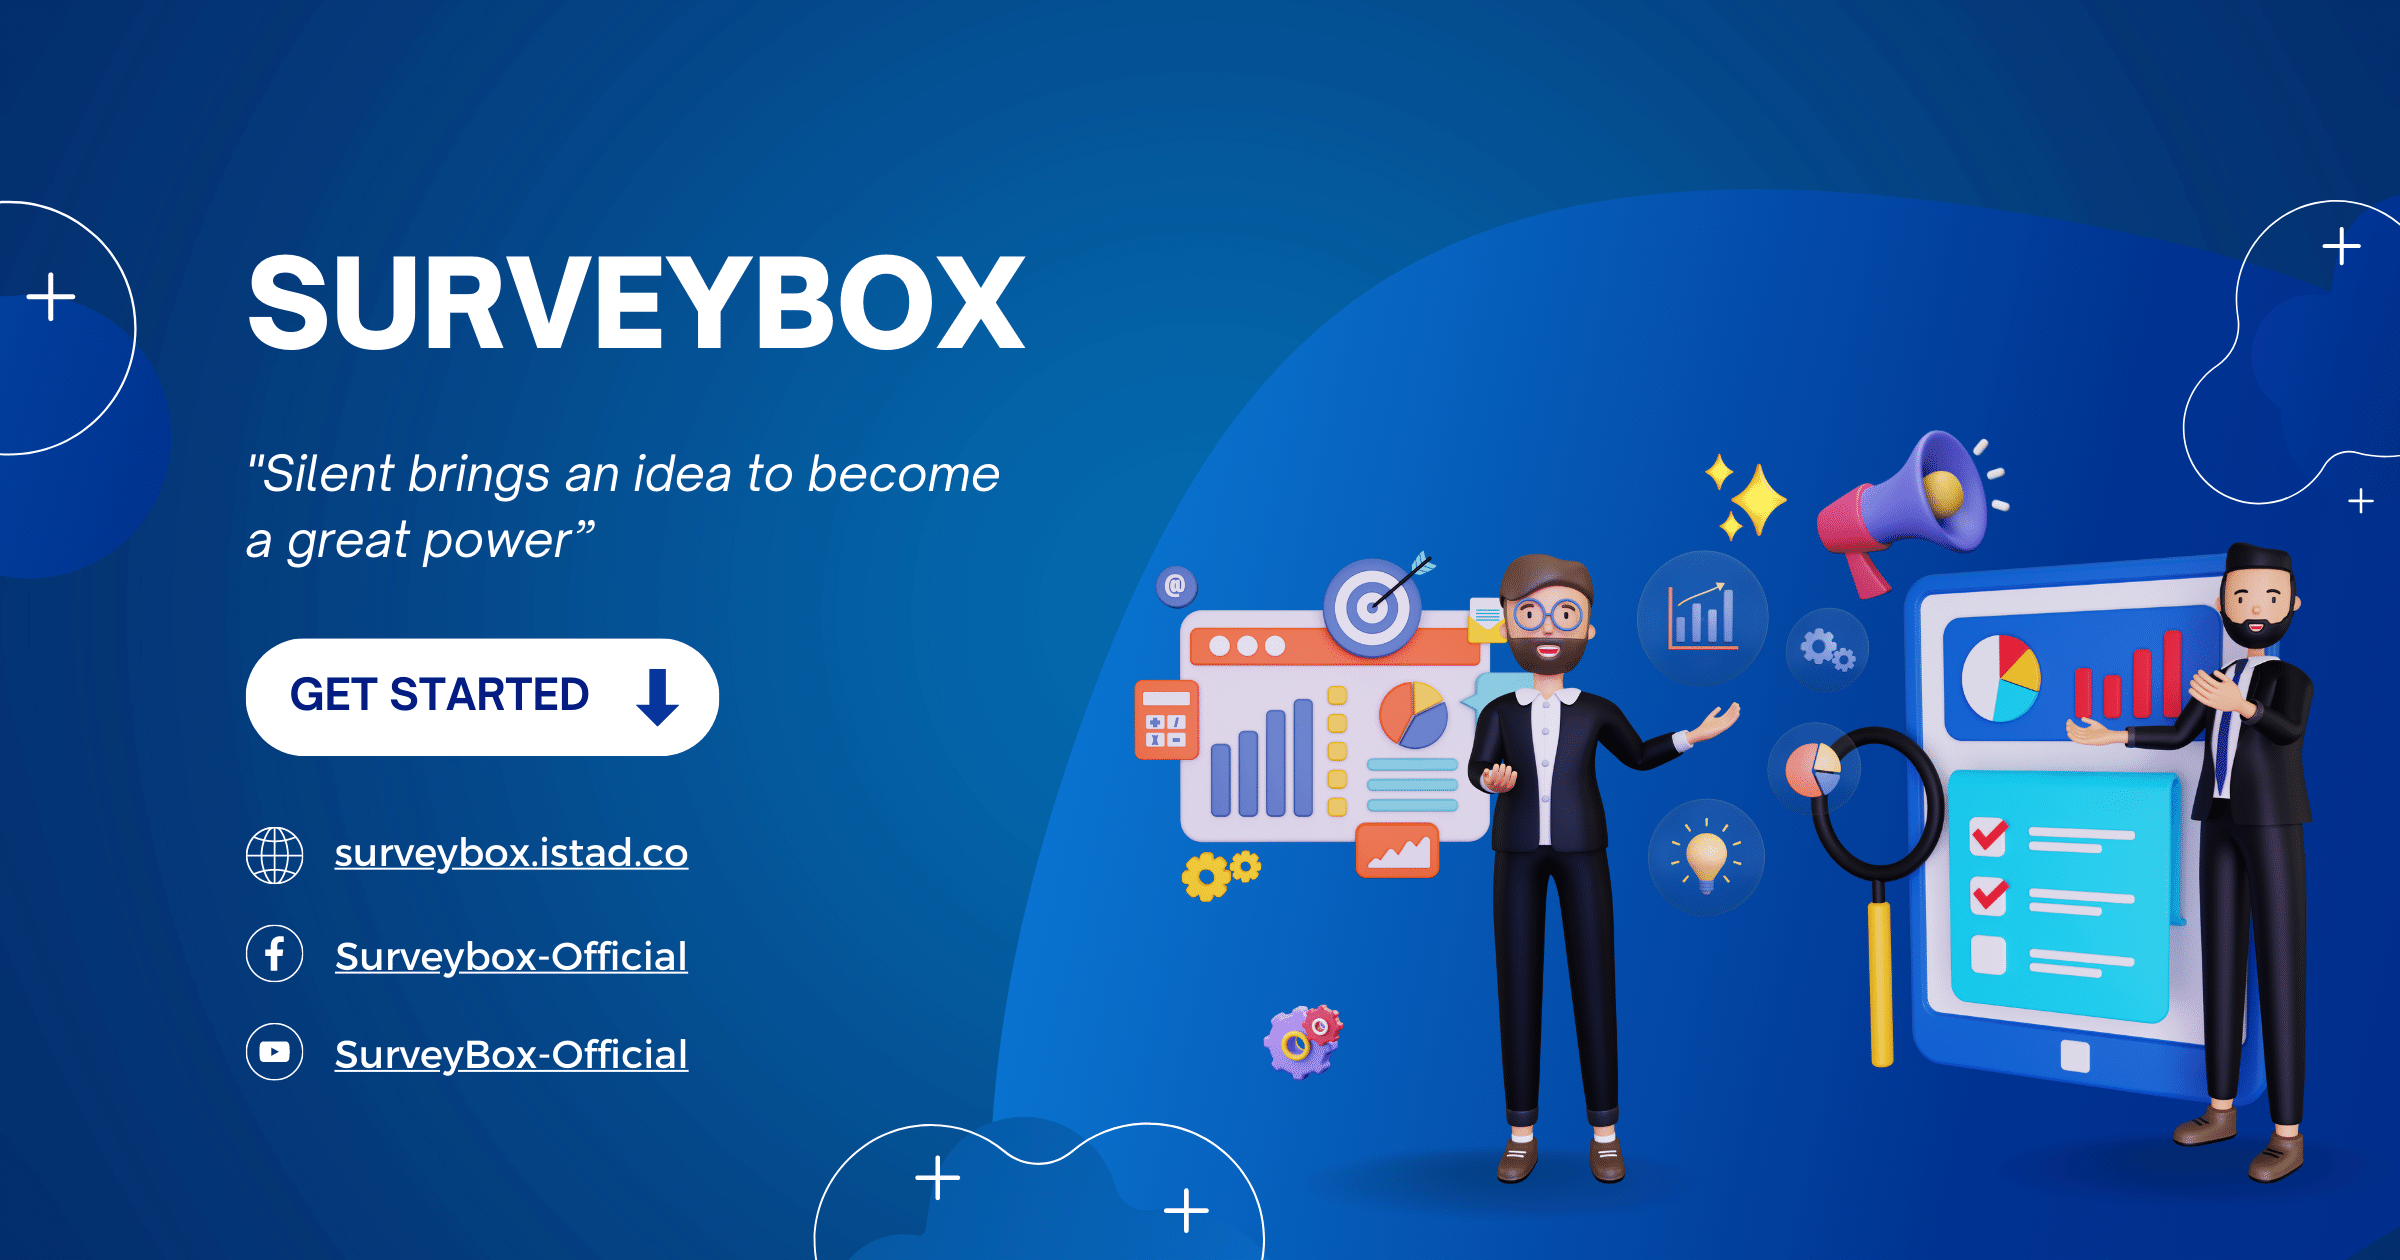 SURVEYBOX
"Silent brings an idea to become
a great power”
GET STARTED
surveybox.istad.co
Surveybox-Official
SurveyBox-Official
@